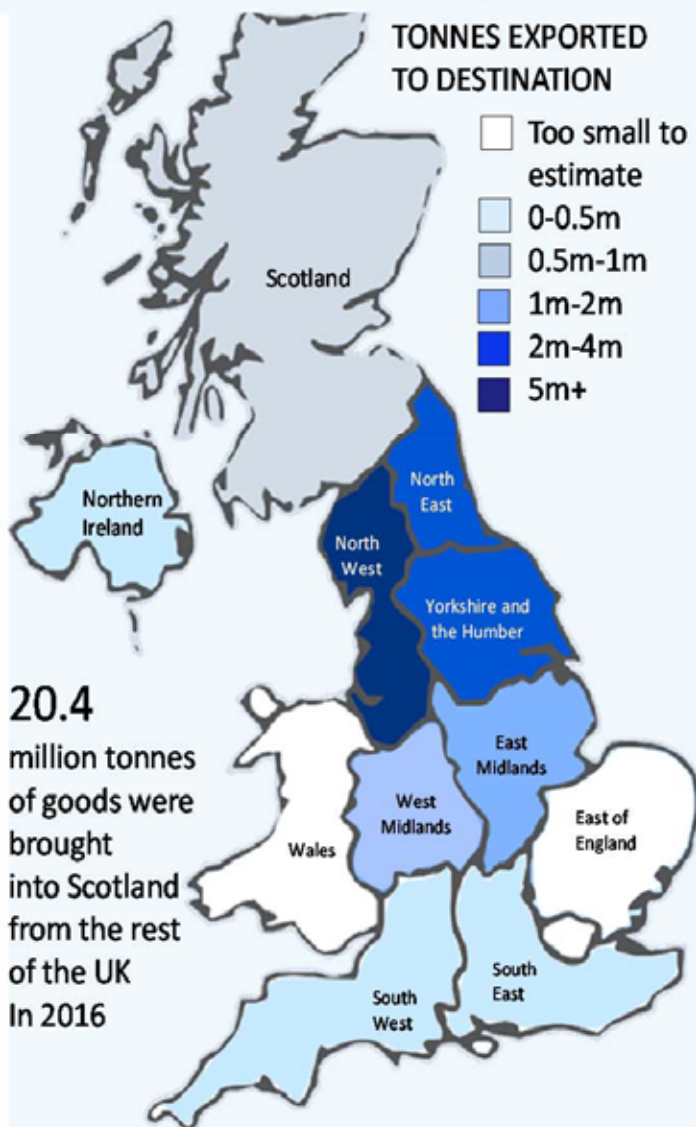 TONNES EXPORTED
TO DESTINATION
Too small to
estimate
0-0.5m
0.5m-1m
1m-2m
2m-4m
5m+
Scotland
Northern
Ireland
North
East
North
West
Yorkshire and
the Humber
East
Midlands
West
Midlands
East of
England
Wales
South
East
South
West
20.4
million tonnes
of goods were
brought
into Scotland
from the rest
of the UK
In 2016